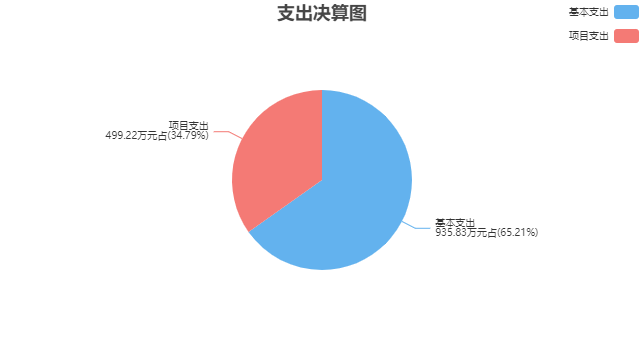 支出决算图
基本支出
项目支出
项目支出
499.22万元占(34.79%)
基本支出
935.83万元占(65.21%)